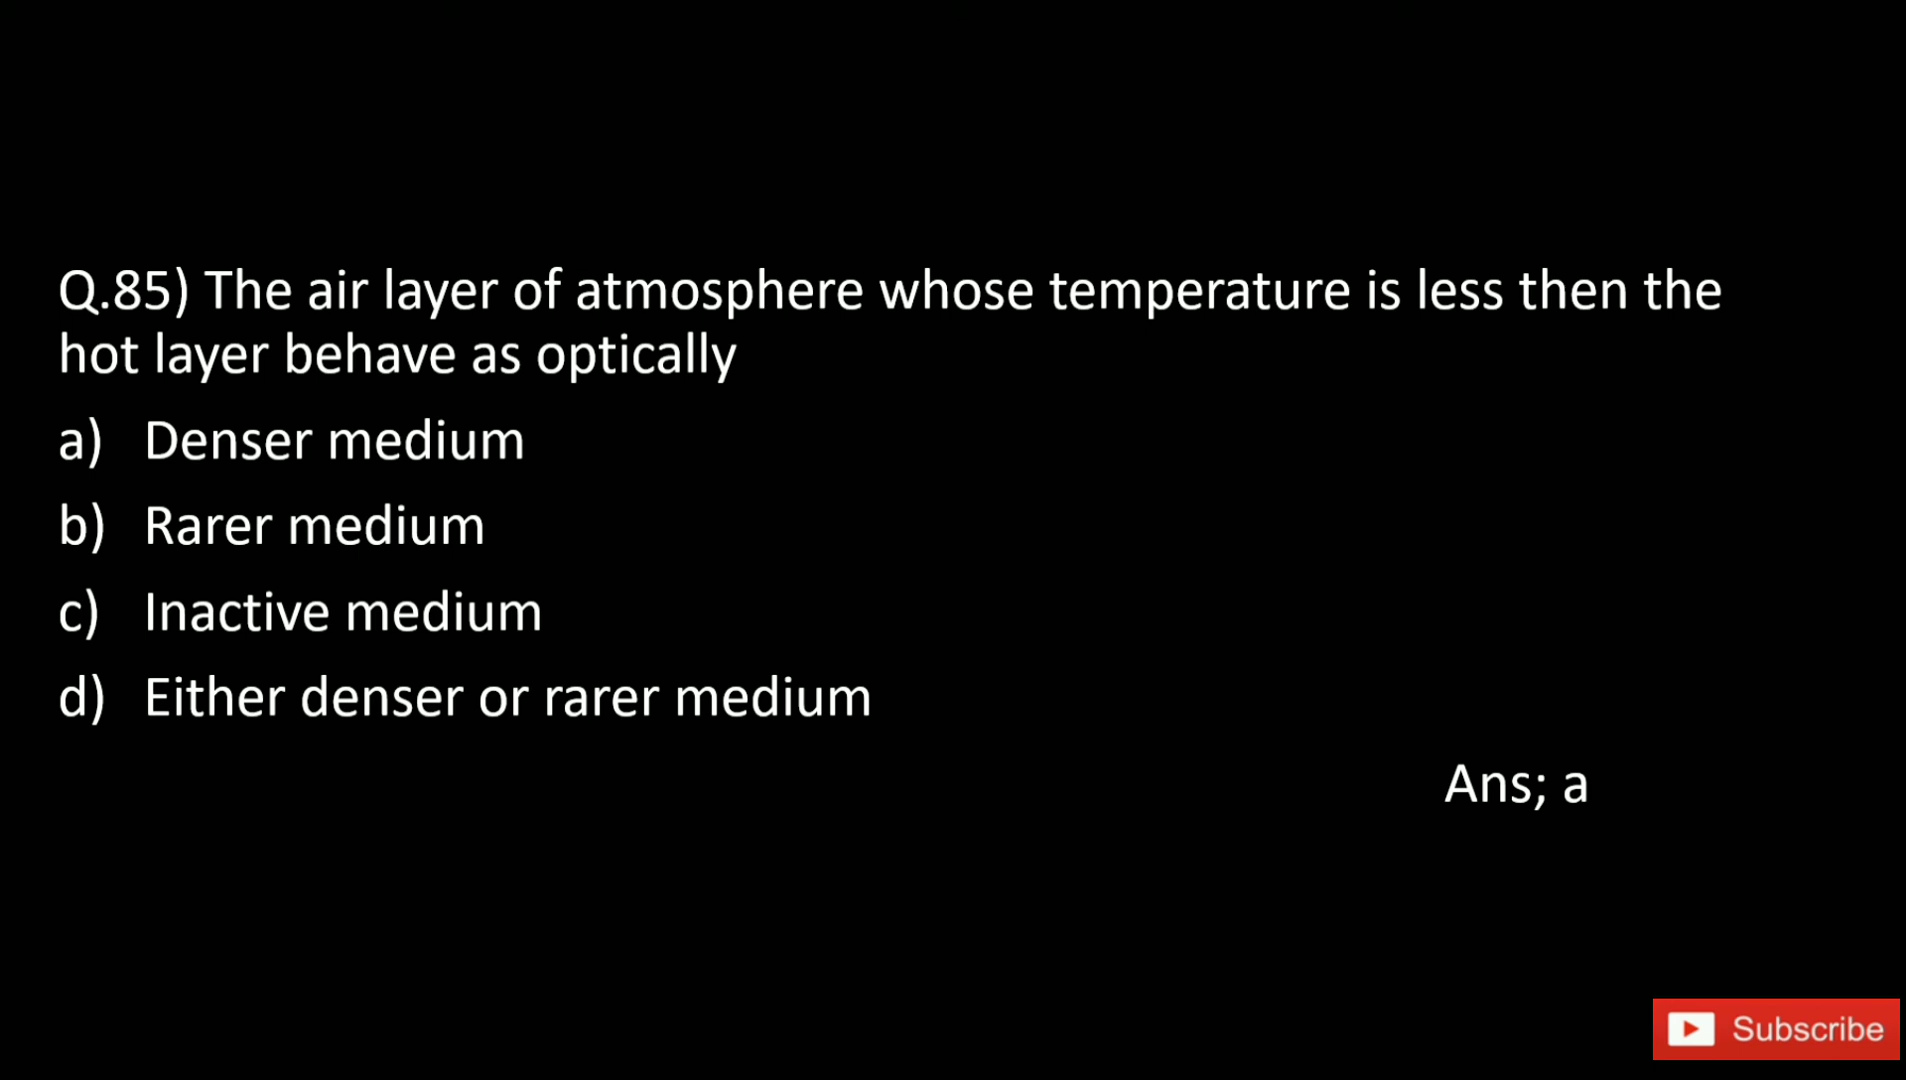 Q.85) The air layer of atmosphere whose temperature is less then the
hot layer behave as optically
a) Denser medium
b) Rarer medium
c) Inactive medium
d) Either denser or rarer medium
Ans; a
Subscribe